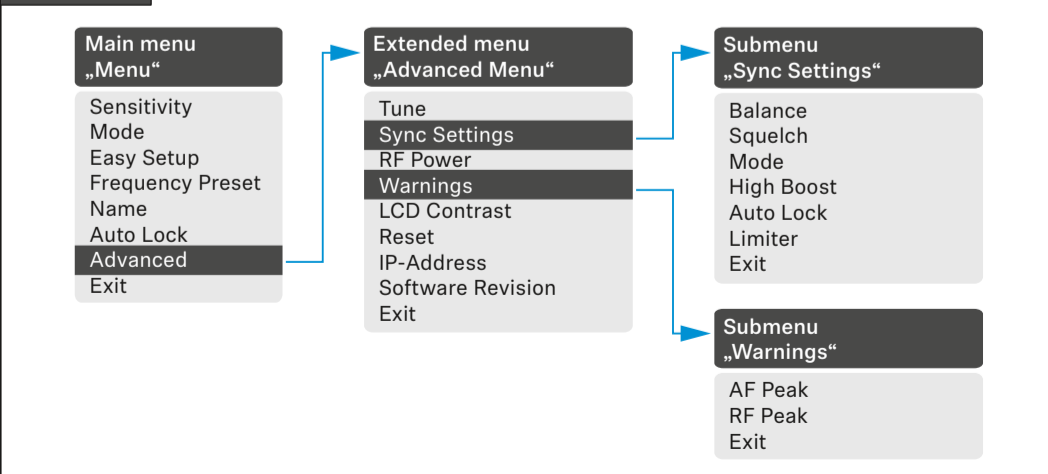 Main menu
„Menu“
Sensitivity
Mode
Easy Setup
Frequency Preset
Name
Auto Lock
Advanced
Exit
Extended menu
„Advanced Menu“
Tune
Sync Settings
RF Power
Warnings
LCD Contrast
Reset
IP-Address
Software Revision
Exit
Submenu
„Sync Settings“
Balance
Squelch
Mode
High Boost
Auto Lock
Limiter
Exit
Submenu
„Warnings“
AF Peak
RF Peak
Exit